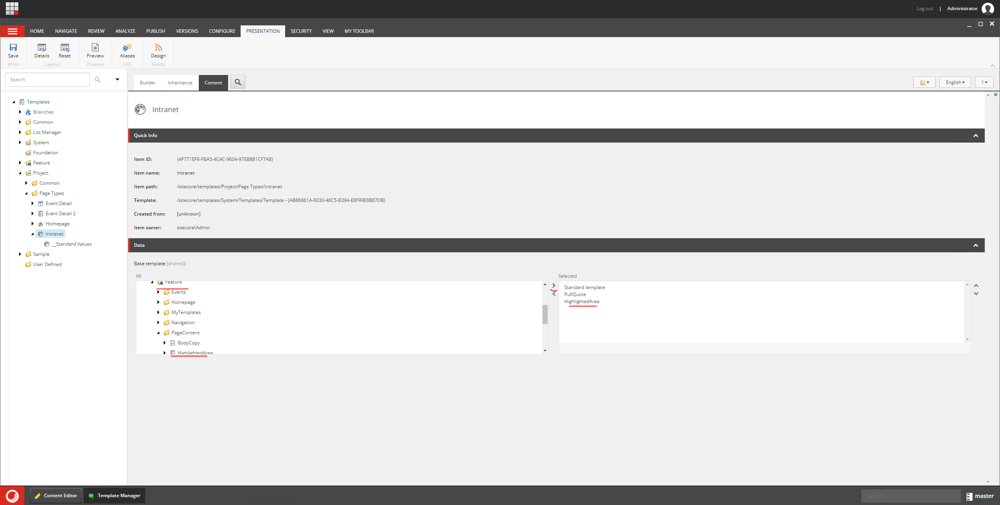 Log out | Administrator
HOME NAVIGATE REVIEW ANALYZE PUBLISH VERSIONS CONFIGURE PRESENTATION SECURITY VIEW MY TOOLBAR
Save Details Reset Preview Aliases Design
Write Layout Preview URL Feeds
Search
Builder Inheritance Content
English 1
Templates
Branches
Common
List Manager
System
Foundation
Feature
Project
Common
Page Types
Event Detail
Event Detail 2
Homepage
Intranet
__Standard Values
Sample
User Defined
Intranet
Quick Info
Item ID: {4F771EF6-FBA5-4C4C-9604-97EB881CF7A8}
Item name: Intranet
Item path: /sitecore/templates/Project/Page Types/Intranet
Template: /sitecore/templates/System/Templates/Template - {AB86861A-6030-46C5-B394-E8F99E8B87DB}
Created from: [unknown]
Item owner: sitecore\Admin
Data
Base template [shared]:
All
Feature
Events
Homepage
MyTemplates
Navigation
PageContent
BodyCopy
HighlightedArea
Selected
Standard template
PullQuote
HighlightedArea
Content Editor Template Manager
Search
master